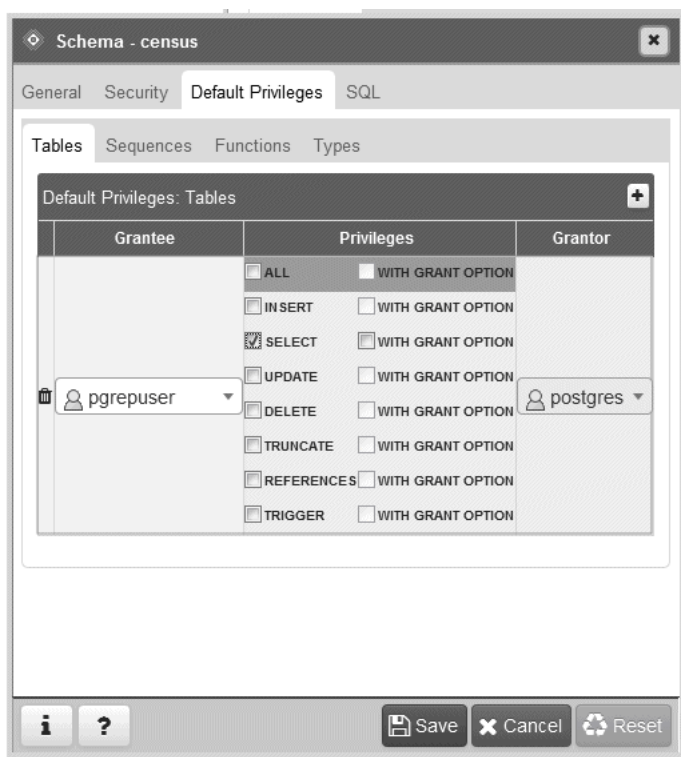 Schema - census
General Security Default Privileges SQL
Tables Sequences Functions Types
Default Privileges: Tables
Grantee Privileges Grantor
ALL WITH GRANT OPTION
INSERT WITH GRANT OPTION
SELECT WITH GRANT OPTION
UPDATE WITH GRANT OPTION
pgrepuser postgres
DELETE WITH GRANT OPTION
TRUNCATE WITH GRANT OPTION
REFERENCES WITH GRANT OPTION
TRIGGER WITH GRANT OPTION
i ? Save Cancel Reset